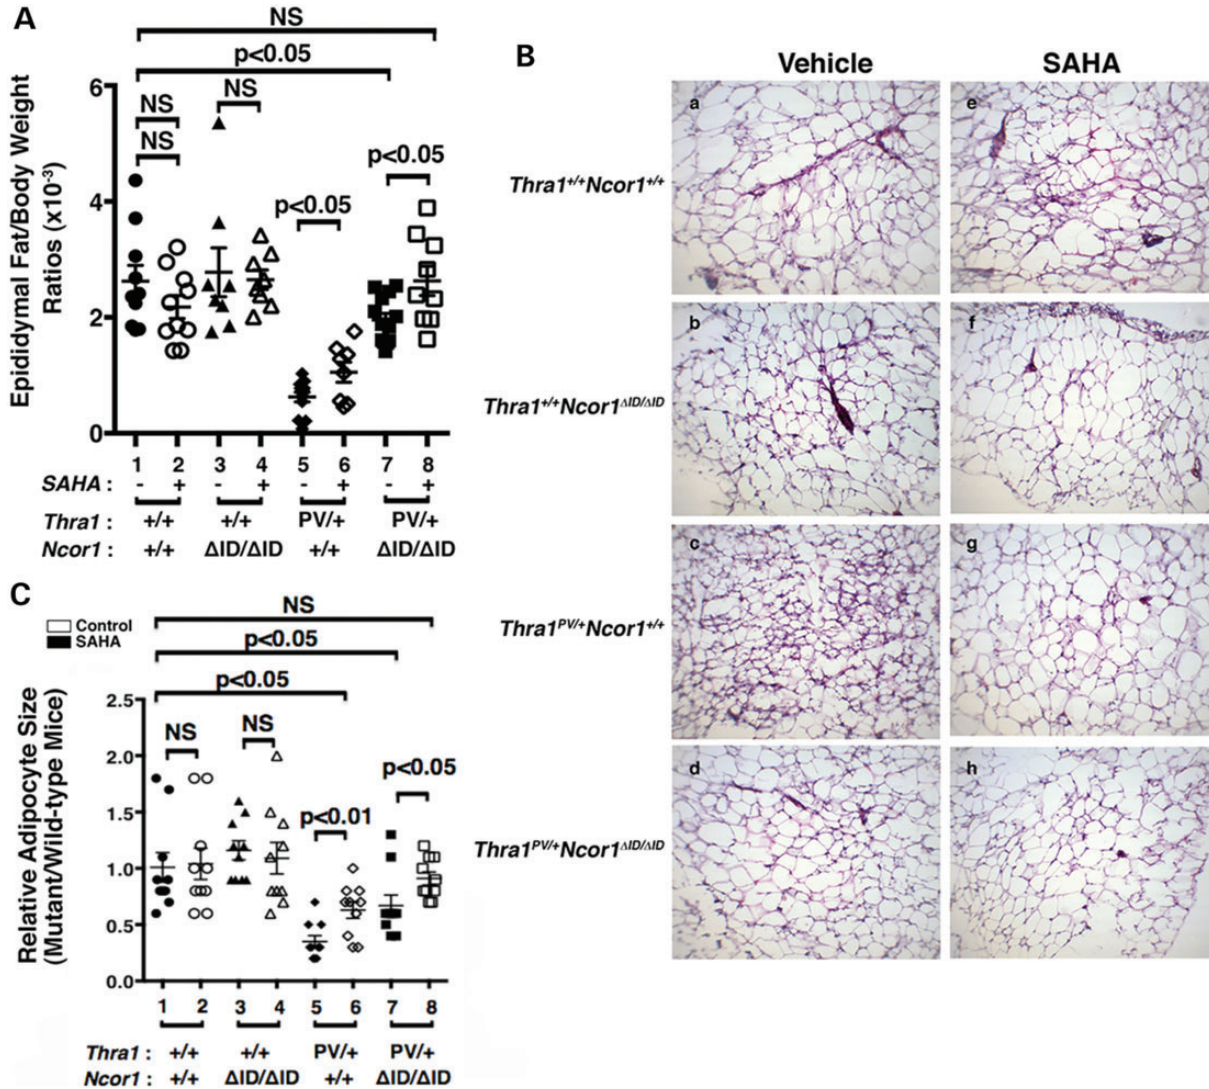 A
NS
p<0.05
NS
NS
NS
p<0.05
p<0.05
Epididymal Fat/Body Weight
Ratios (x10⁻³)
6
4
2
0
1 2 3 4 5 6 7 8
SAHA : - + - + - + - +
Thra1 : +/+ +/+ PV/+ PV/+
Ncor1 : +/+ ΔID/ΔID +/+ ΔID/ΔID
B
Vehicle SAHA
a e
Thra1⁺/⁺Ncor1⁺/⁺
b f
Thra1⁺/⁺Ncor1ᐞID/ΔID
c g
Thra1PV/+Ncor1+/+
d h
Thra1PV/+Ncor1ΔID/ΔID
C
Control
SAHA
NS
p<0.05
p<0.05
NS
NS
p<0.01
p<0.05
Relative Adipocyte Size
(Mutant/Wild-type Mice)
2.5
2.0
1.5
1.0
0.5
0.0
1 2 3 4 5 6 7 8
Thra1 : +/+ +/+ PV/+ PV/+
Ncor1 : +/+ ΔID/ΔID +/+ ΔID/ΔID